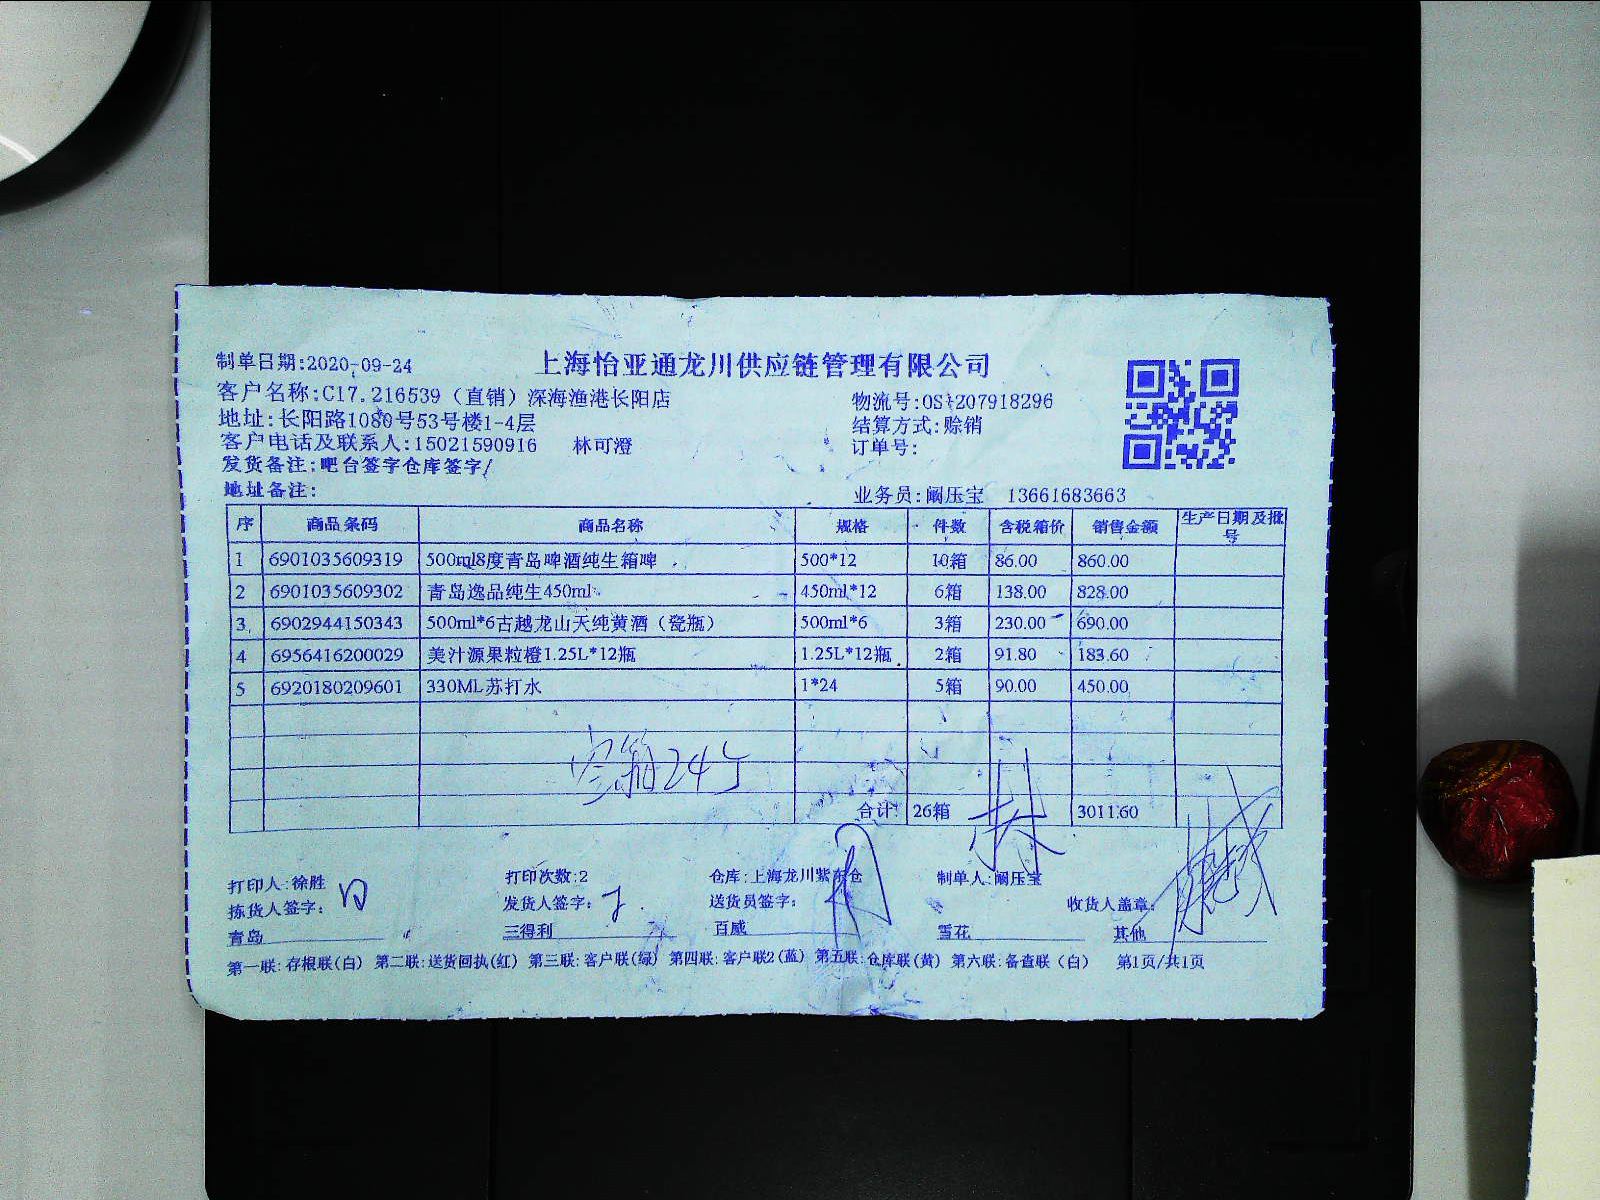 上海怡亚通龙川供应链管理有限公司
制单日期:2020-09-24
客户名称:C17.216539（直销）深海渔港长阳店 物流号:OS1207918296
地址:长阳路1080号53号楼1-4层 结算方式:赊销
客户电话及联系人:15021590916 林可澄 订单号:
发货备注:吧台签字仓库签字/
地址备注: 业务员:阚压宝 13661683663
序 商品条码 商品名称 规格 件数 含税箱价 销售金额 生产日期及批号
1 6901035609319 500ml8度青岛啤酒纯生箱啤 500*12 10箱 86.00 860.00
2 6901035609302 青岛逸品纯生450ml 450ml*12 6箱 138.00 828.00
3 6902944150343 500ml*6古越龙山天纯黄酒（瓷瓶） 500ml*6 3箱 230.00 690.00
4 6956416200029 美汁源果粒橙1.25L*12瓶 1.25L*12瓶 2箱 91.80 183.60
5 6920180209601 330ML苏打水 1*24 5箱 90.00 450.00
空箱24个
合计: 26箱 3011.60
打印人:徐胜 打印次数:2 仓库:上海龙川紫东仓 制单人:阚压宝
拣货人签字: 发货人签字: 送货员签字: 收货人盖章:
青岛 三得利 百威 雪花 其他
第一联:存根联(白) 第二联:送货回执(红) 第三联:客户联(绿) 第四联:客户联2(蓝) 第五联:仓库联(黄) 第六联:备查联（白） 第1页/共1页